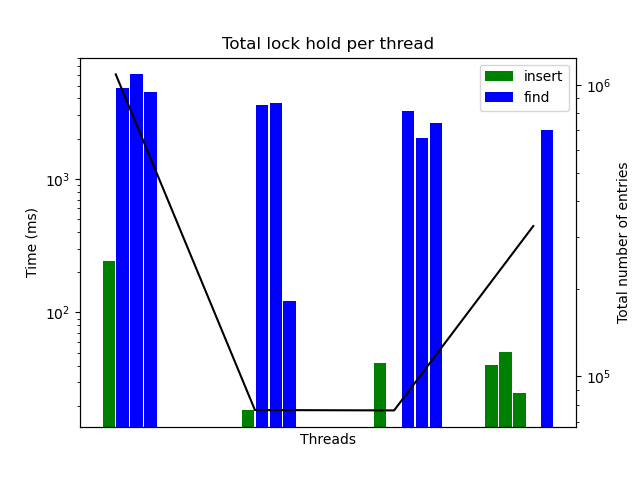 Total lock hold per thread
insert
find
10^6
10^5
10^3
10^2
Time (ms)
Total number of entries
Threads